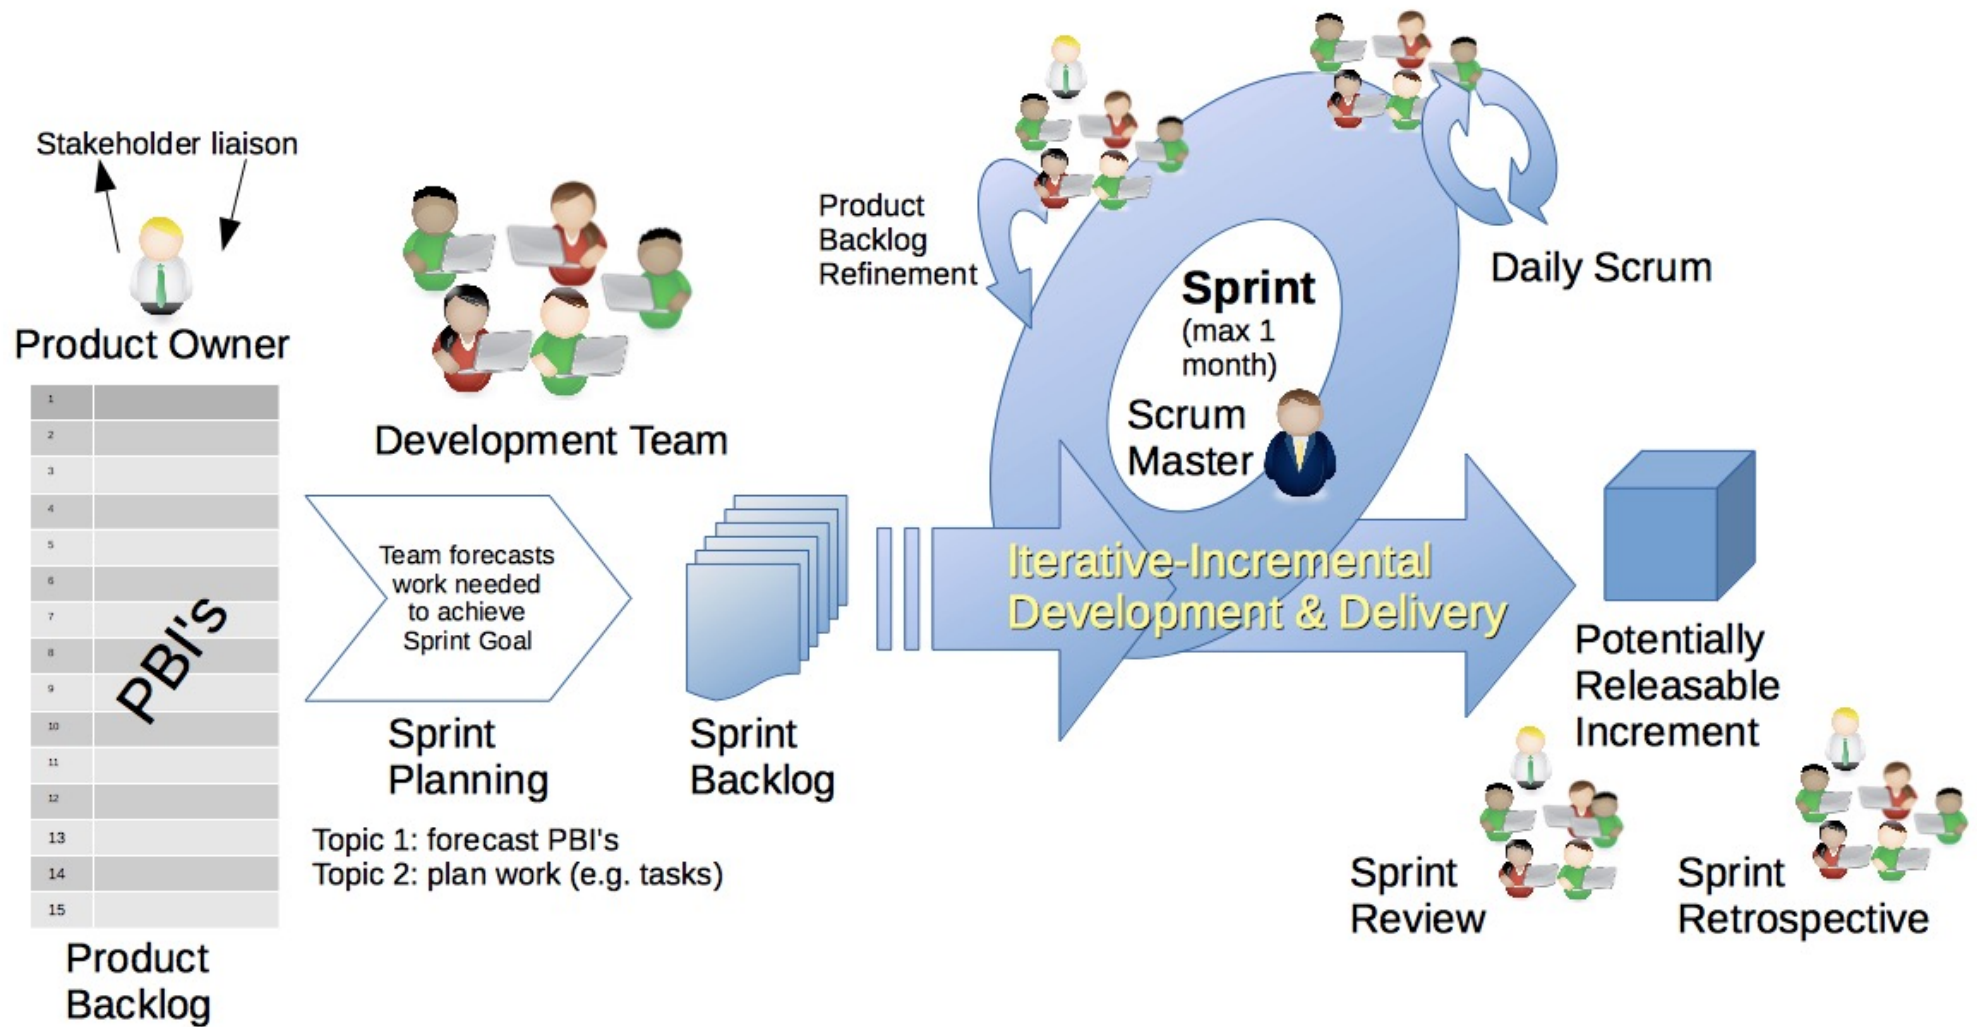 Stakeholder liaison
Product Owner
1
2
3
4
5
6
7
8
9
10
11
12
13
14
15
PBI's
Product
Backlog
Development Team
Team forecasts
work needed
to achieve
Sprint Goal
Sprint
Planning
Topic 1: forecast PBI's
Topic 2: plan work (e.g. tasks)
Sprint
Backlog
Product
Backlog
Refinement
Sprint
(max 1
month)
Scrum
Master
Daily Scrum
Iterative-Incremental
Development & Delivery
Potentially
Releasable
Increment
Sprint
Review
Sprint
Retrospective